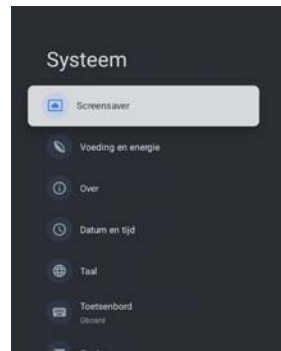 Systeem
Screensaver
Voeding en energie
Over
Datum en tijd
Taal
Toetsenbord
Gboard